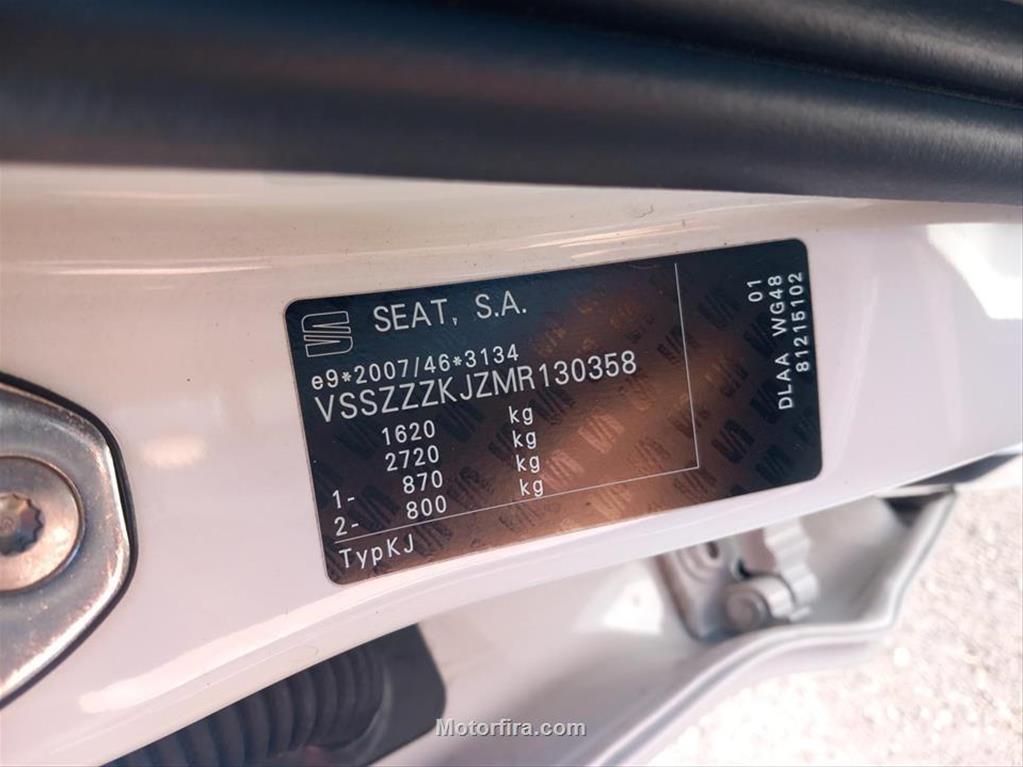 SEAT, S.A.
e9*2007/46*3134
VSSZZZKJZMR130358
1620 kg
2720 kg
1- 870 kg
2- 800 kg
TypKJ
01
DLAA WG48
81215102
Motorfira.com